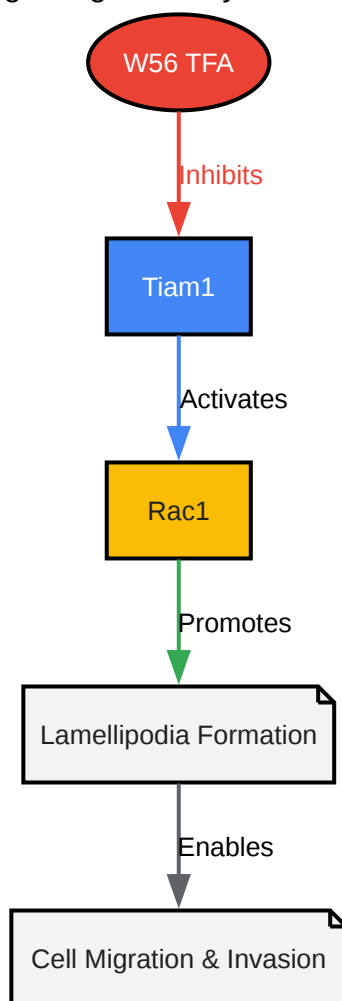 W56 TFA
Inhibits
Tiam1
Activates
Rac1
Promotes
Lamellipodia Formation
Enables
Cell Migration & Invasion